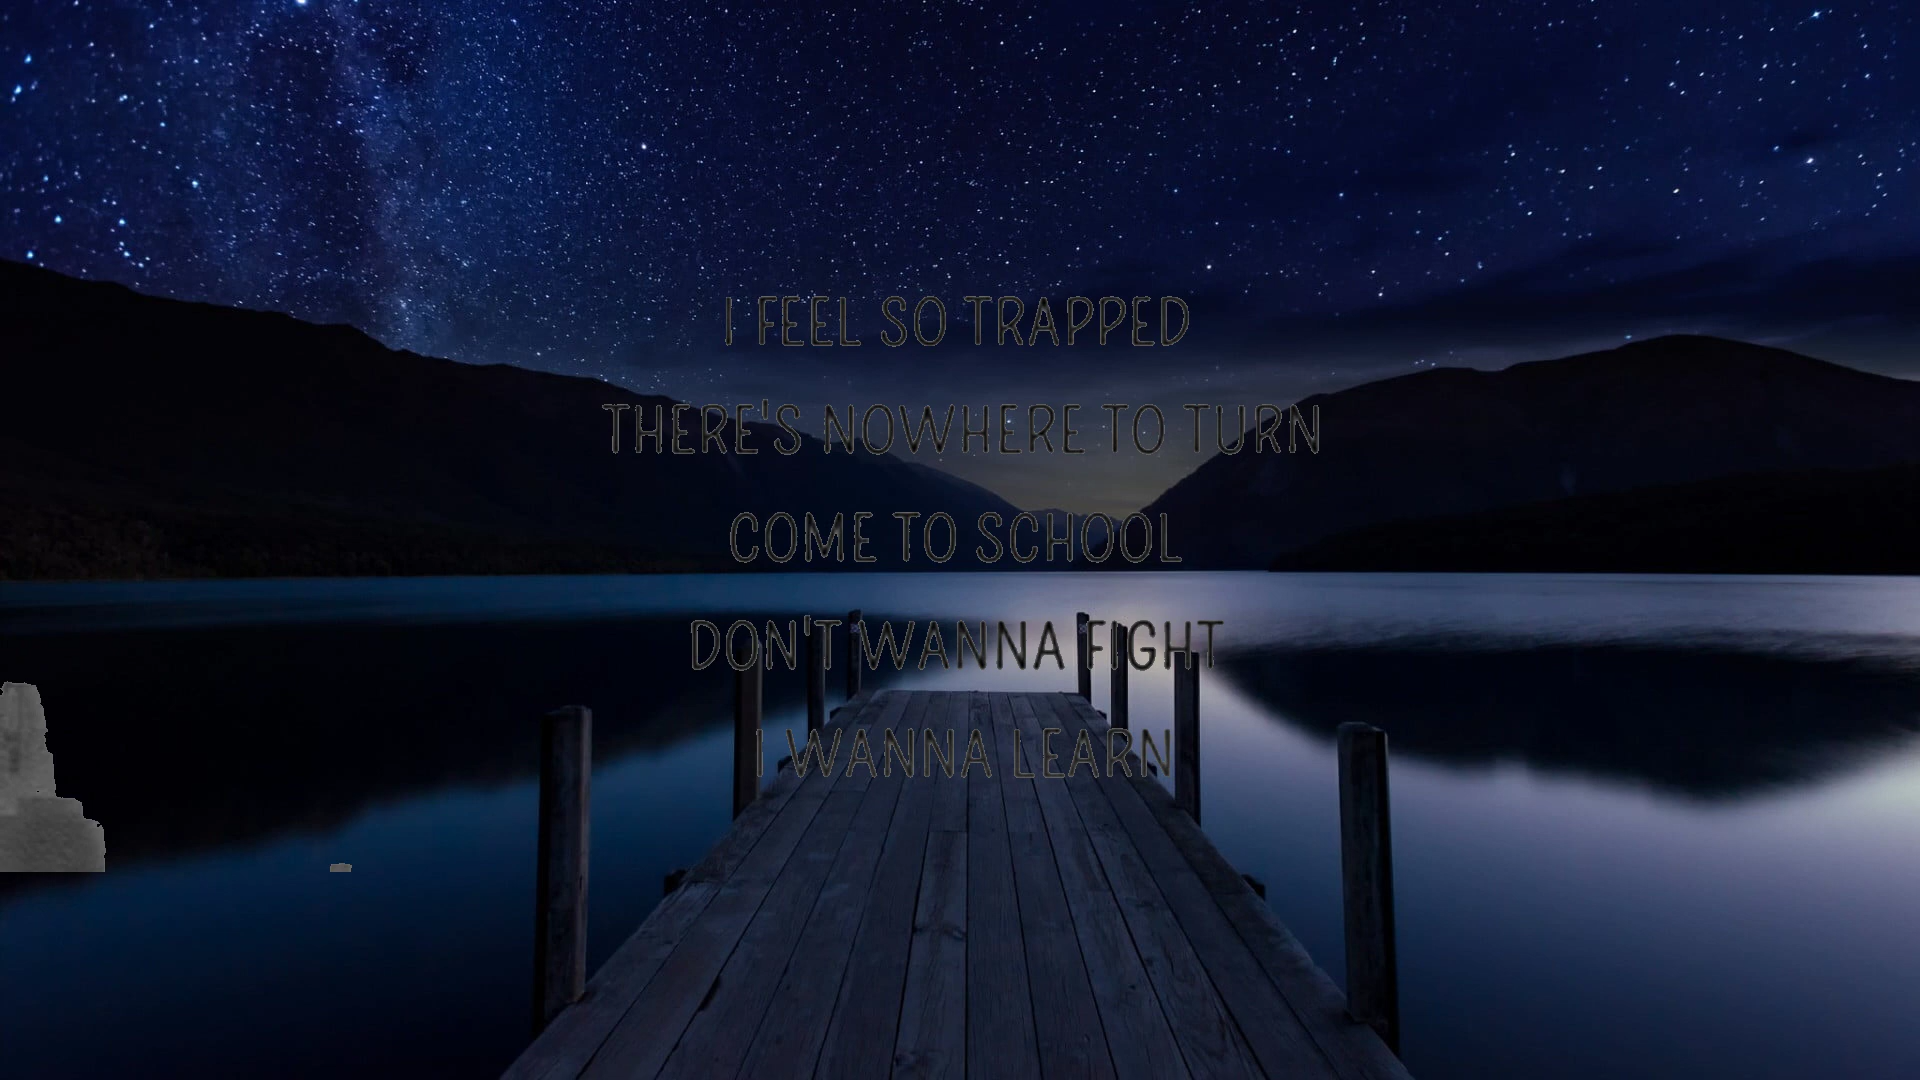 I FEEL SO TRAPPED
THERE'S NOWHERE TO TURN
COME TO SCHOOL
DON'T WANNA FIGHT
I WANNA LEARN